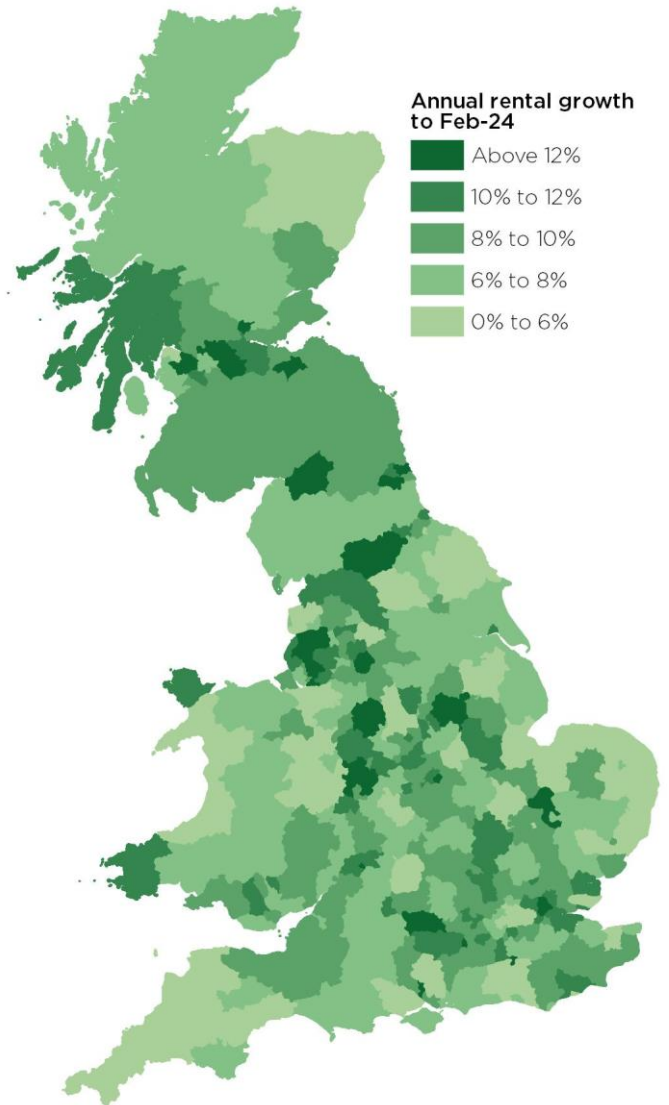 Annual rental growth
to Feb-24
Above 12%
10% to 12%
8% to 10%
6% to 8%
0% to 6%